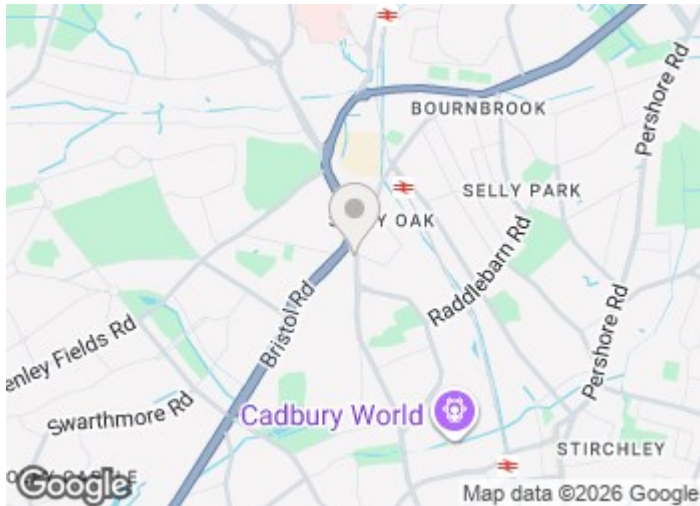 BOURNBROOK
Pershore Rd
SELLY PARK
OAK
Raddlebarn Rd
Bristol Rd
enley Fields Rd
Pershore Rd
Swarthmore Rd
Cadbury World
STIRCHLEY
Google
Map data ©2026 Google